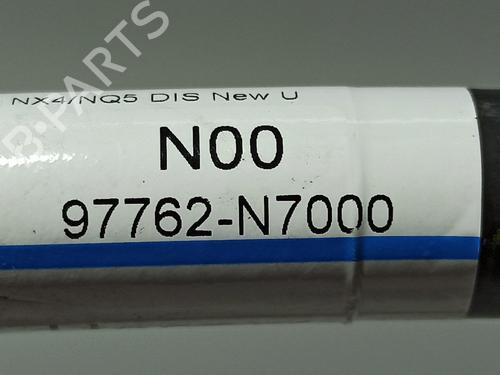 B-PARTS
NX4/NQ5 DIS New U
N00
97762-N7000